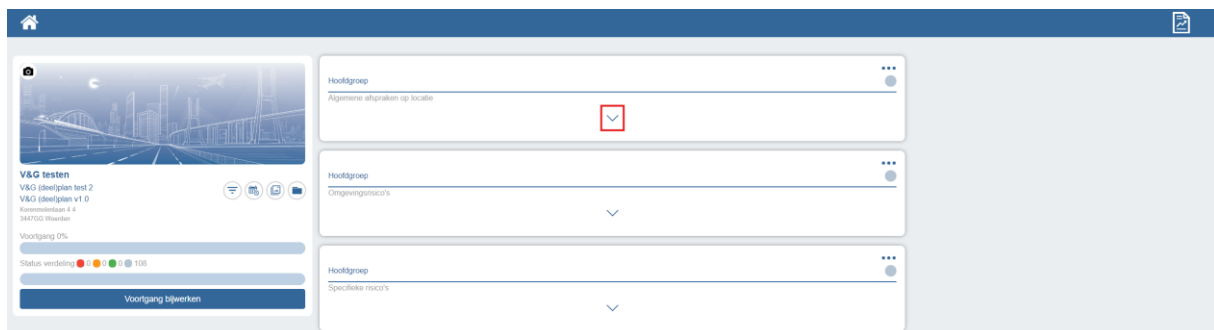 V&G testen
V&G (deel)plan test 2
V&G (deel)plan v1.0
Korenmolenlaan 4 4
3447GG Woerden
Voortgang 0%
Status verdeling 0 0 0 108
Voortgang bijwerken
Hoofdgroep
Algemene afspraken op locatie
Hoofdgroep
Omgevingsrisico's
Hoofdgroep
Specifieke risico's